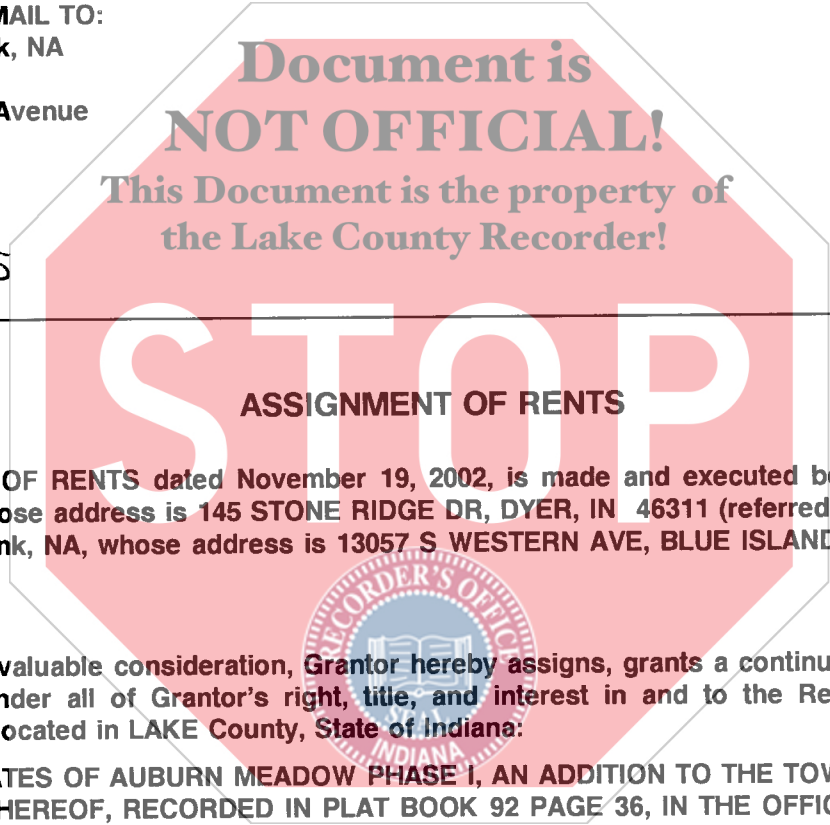 MAIL TO:
Document is
k, NA
NOT OFFICIAL!
Avenue
This Document is the property of
the Lake County Recorder!
S
STOP
ASSIGNMENT OF RENTS
OF RENTS dated November 19, 2002, is made and executed be
ose address is 145 STONE RIDGE DR, DYER, IN 46311 (referred
nk, NA, whose address is 13057 S WESTERN AVE, BLUE ISLAND
RECORDER'S OFFICE
valuable consideration, Grantor hereby assigns, grants a continu
nder all of Grantor's right, title, and interest in and to the Re
SEAL
ocated in LAKE County, State of Indiana:
INDIANA
ATES OF AUBURN MEADOW PHASE I, AN ADDITION TO THE TOW
HEREOF, RECORDED IN PLAT BOOK 92 PAGE 36, IN THE OFFIC